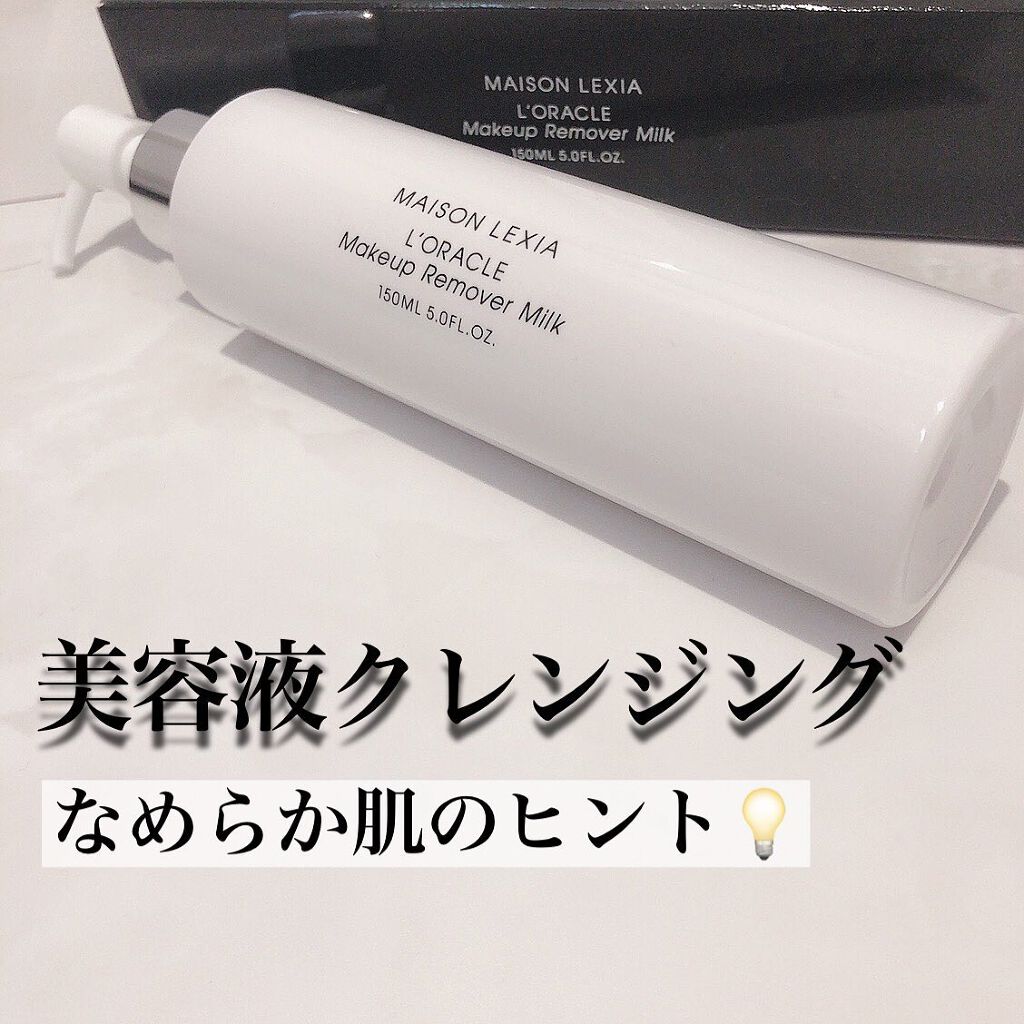 MAISON LEXIA
L'ORACLE
Makeup Remover Milk
150ML 5.0FL.OZ.
MAISON LEXIA
L'ORACLE
Makeup Remover Milk
150ML 5.0FL.OZ.
美容液クレンジング
なめらか肌のヒント💡